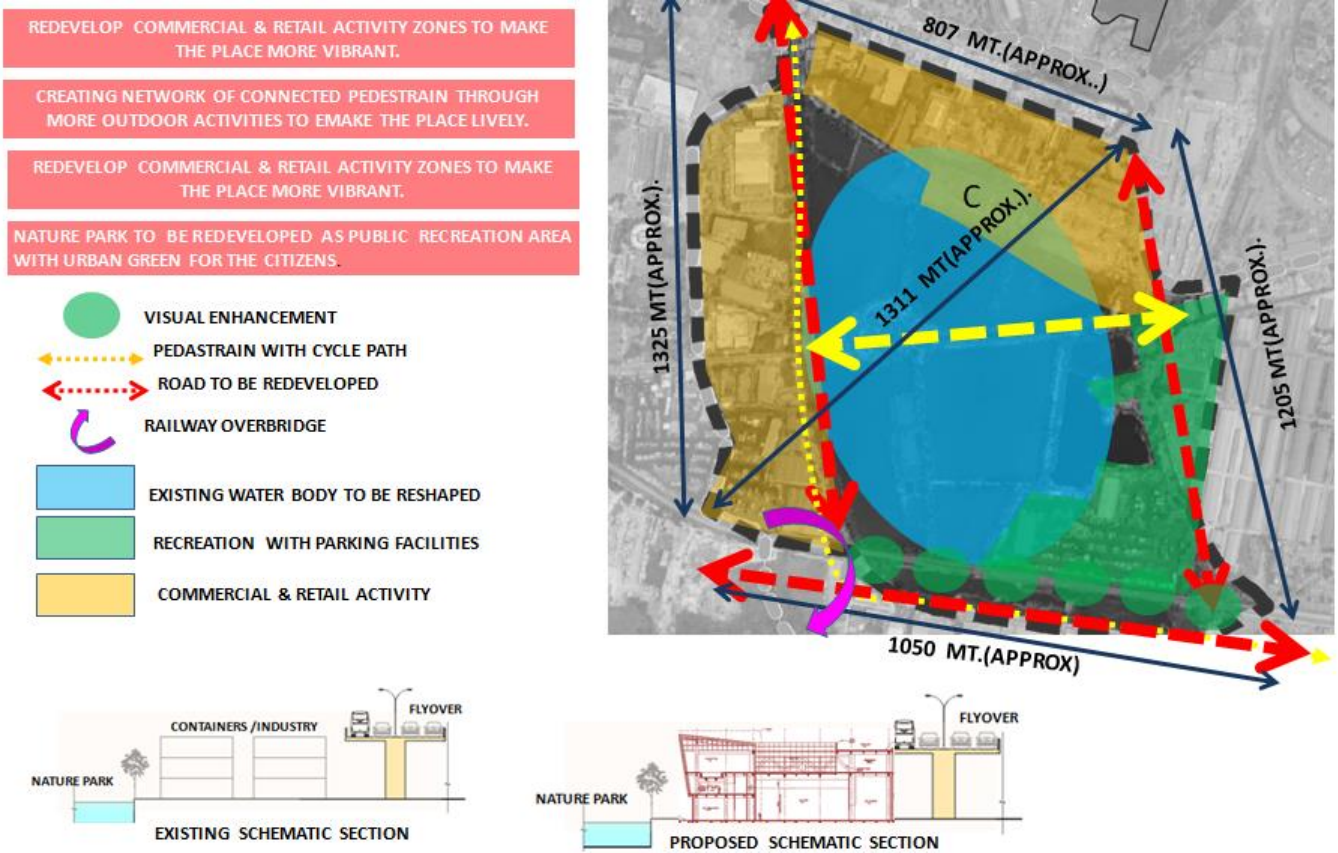 REDEVELOP COMMERCIAL & RETAIL ACTIVITY ZONES TO MAKE
THE PLACE MORE VIBRANT.
CREATING NETWORK OF CONNECTED PEDESTRAIN THROUGH
MORE OUTDOOR ACTIVITIES TO EMAKE THE PLACE LIVELY.
REDEVELOP COMMERCIAL & RETAIL ACTIVITY ZONES TO MAKE
THE PLACE MORE VIBRANT.
NATURE PARK TO BE REDEVELOPED AS PUBLIC RECREATION AREA
WITH URBAN GREEN FOR THE CITIZENS.
VISUAL ENHANCEMENT
PEDASTRAIN WITH CYCLE PATH
ROAD TO BE REDEVELOPED
RAILWAY OVERBRIDGE
EXISTING WATER BODY TO BE RESHAPED
RECREATION WITH PARKING FACILITIES
COMMERCIAL & RETAIL ACTIVITY
807 MT.(APPROX..)
C
1311 MT(APPROX.).
1325 MT(APPROX.).
1205 MT(APPROX.).
1050 MT.(APPROX)
FLYOVER
CONTAINERS /INDUSTRY
NATURE PARK
EXISTING SCHEMATIC SECTION
FLYOVER
NATURE PARK
PROPOSED SCHEMATIC SECTION